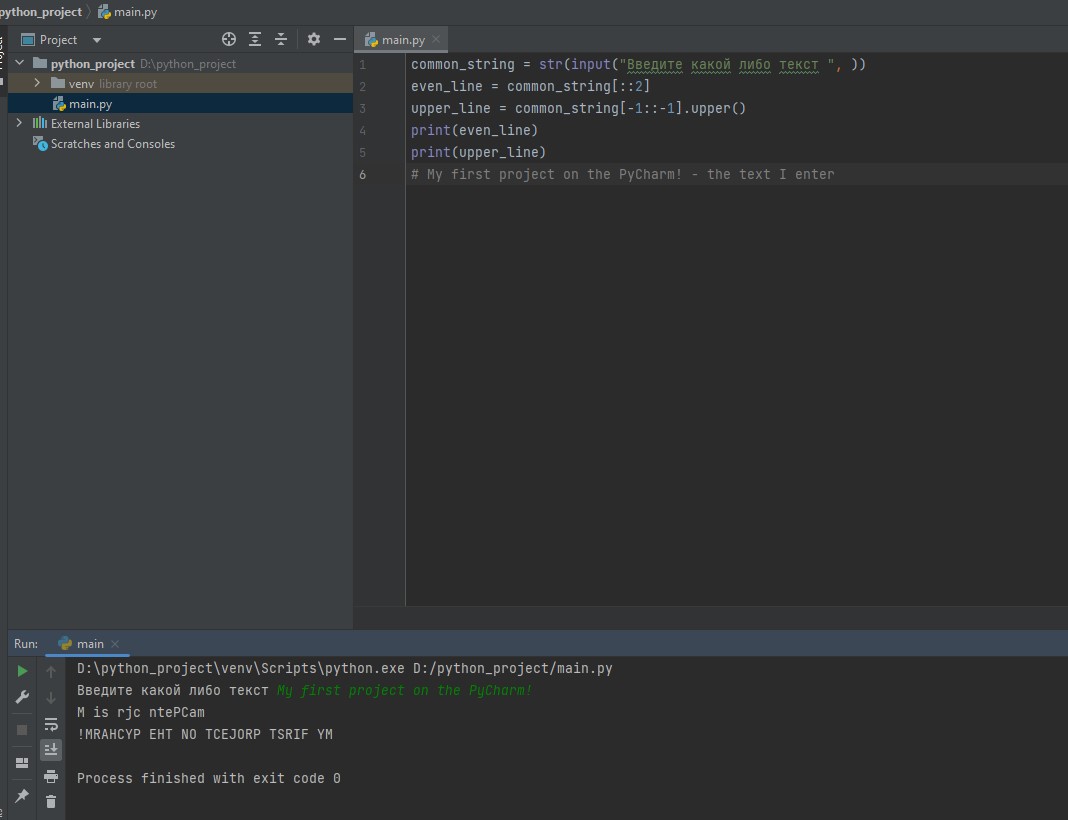 python_project main.py
Project
main.py
python_project D:\python_project
venv library root
main.py
External Libraries
Scratches and Consoles
1 common_string = str(input("Введите какой либо текст ", ))
2 even_line = common_string[::2]
3 upper_line = common_string[-1::-1].upper()
4 print(even_line)
5 print(upper_line)
6 # My first project on the PyCharm! - the text I enter
Run: main
D:\python_project\venv\Scripts\python.exe D:/python_project/main.py
Введите какой либо текст My first project on the PyCharm!
M is rjc ntePCam
!MRAHCYP EHT NO TCEJORP TSRIF YM
Process finished with exit code 0